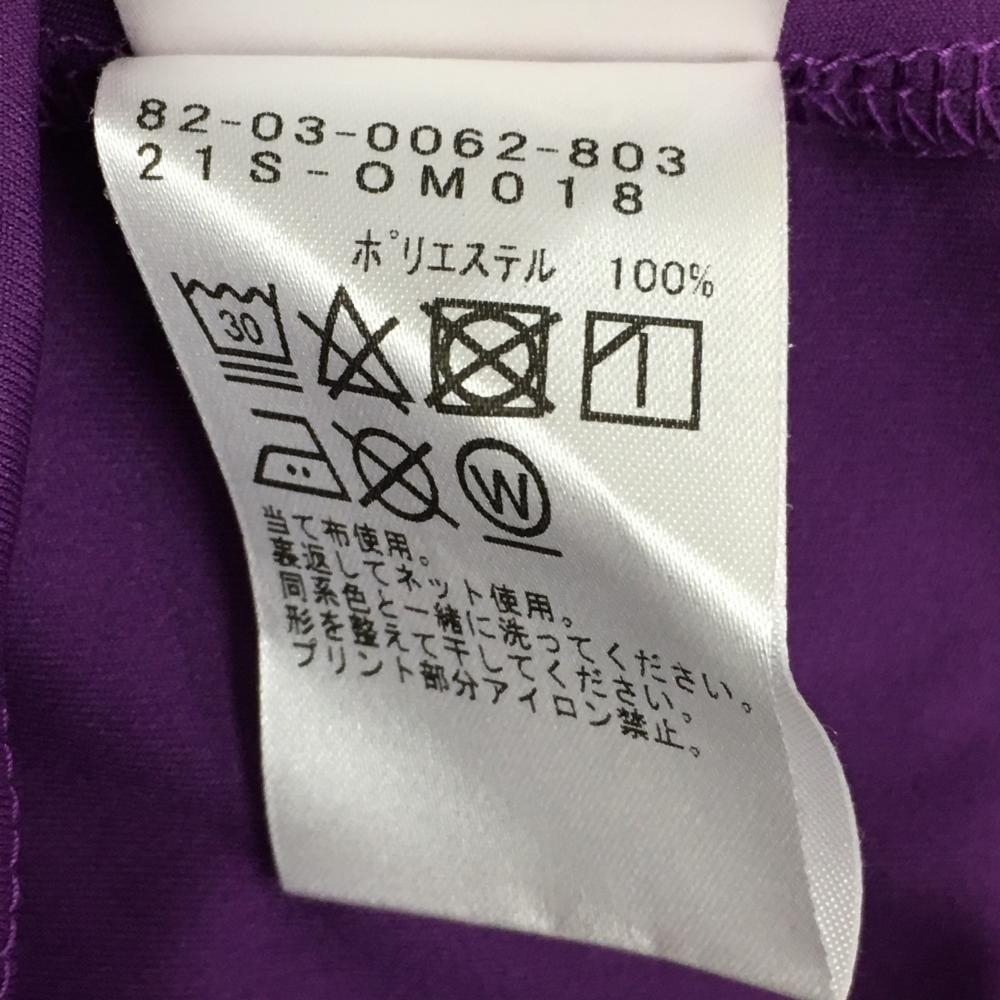 82-03-0062-803
21S-OM018
ポリエステル 100%
30
W
当て布使用。
裏返してネット使用。
同系色と一緒に洗ってください。
形を整えて干してください。
プリント部分アイロン禁止。